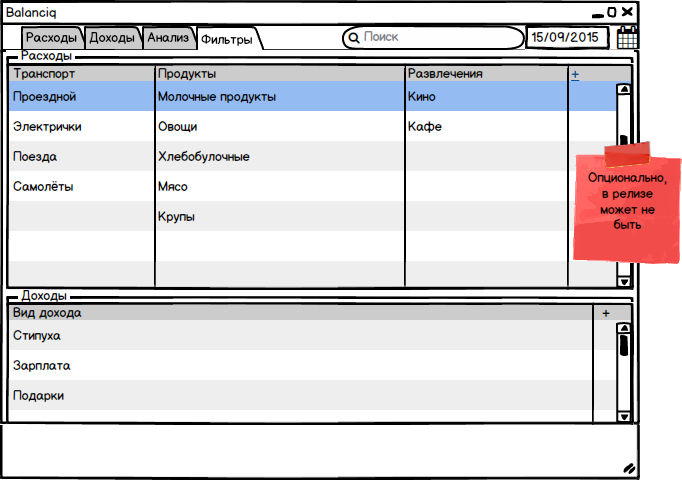 Balanciq
Расходы Доходы Анализ Фильтры Поиск 15/09/2015
Расходы
Транспорт Продукты Развлечения +
Проездной Молочные продукты Кино
Электрички Овощи Кафе
Поезда Хлебобулочные
Самолёты Мясо
Крупы
Опционально,
в релизе
может не
быть
Доходы
Вид дохода +
Стипуха
Зарплата
Подарки